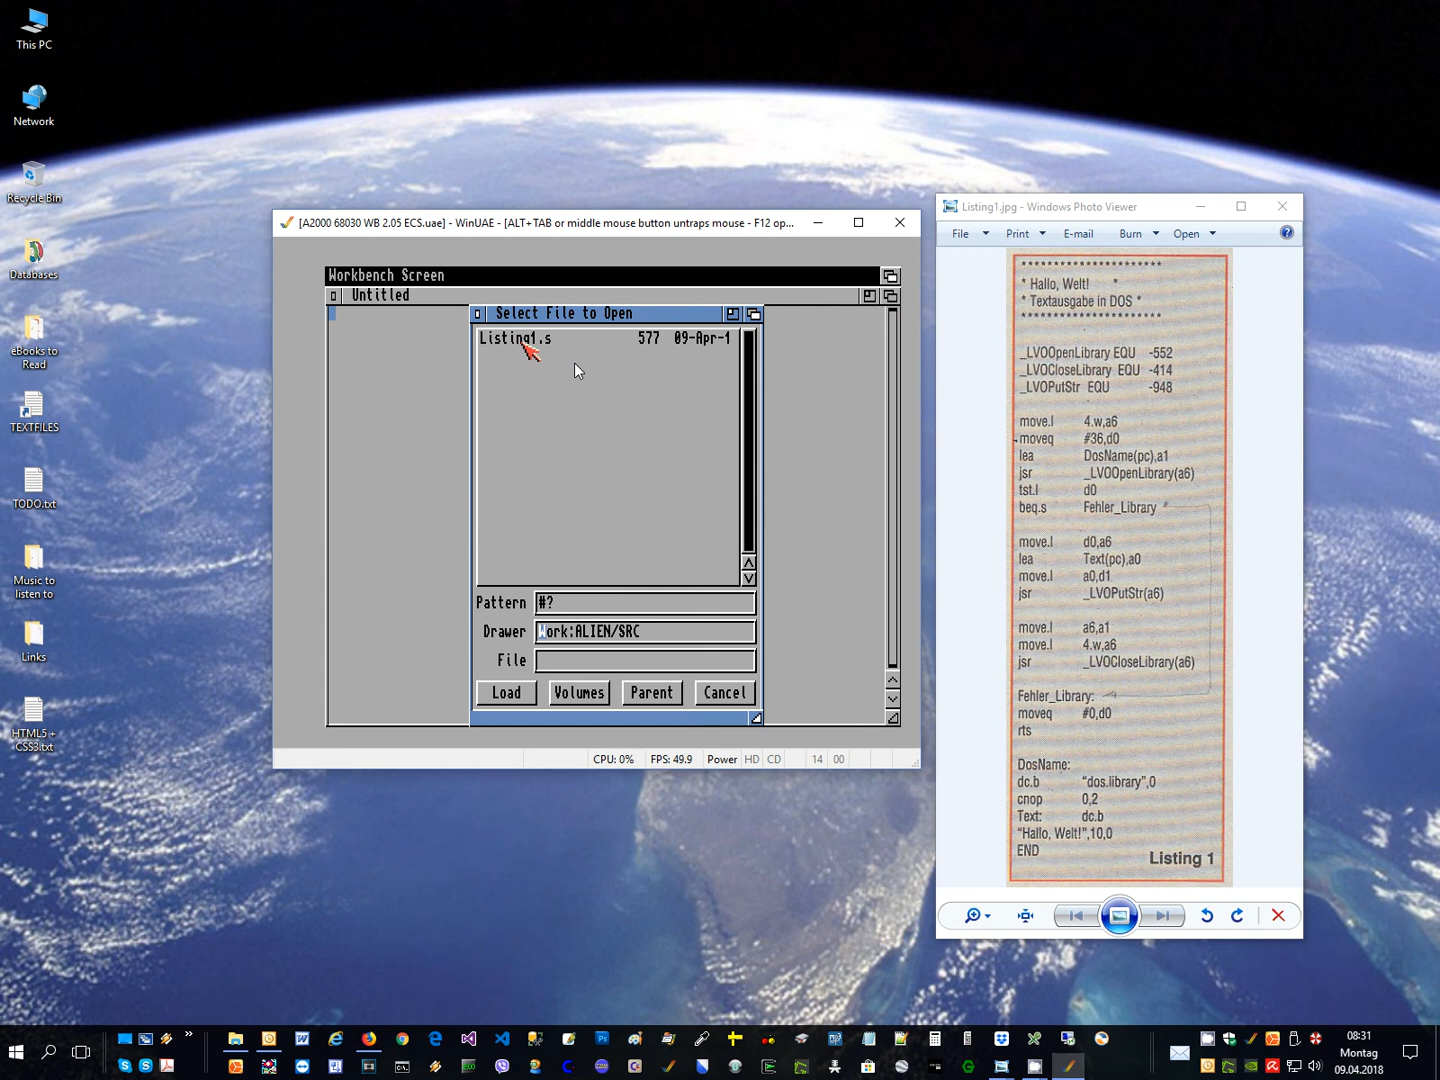 This PC
Network
Recycle Bin
Databases
eBooks to
Read
TEXTFILES
TODO.txt
Music to
listen to
Links
HTML5 +
CSS3.txt
[A2000 68030 WB 2.05 ECS.uae] - WinUAE - [ALT+TAB or middle mouse button untraps mouse - F12 op...
Workbench Screen
Untitled
Select File to Open
Listing1.s 577 09-Apr-1
Pattern #?
Drawer Work:ALIEN/SRC
File
Load Volumes Parent Cancel
CPU: 0% FPS: 49.9 Power HD CD 14 00
Listing1.jpg - Windows Photo Viewer
File Print E-mail Burn Open
**********************
* Hallo, Welt! *
* Textausgabe in DOS *
**********************
_LVOOpenLibrary EQU -552
_LVOCloseLibrary EQU -414
_LVOPutStr EQU -948
move.l 4.w,a6
moveq #36,d0
lea DosName(pc),a1
jsr _LVOOpenLibrary(a6)
tst.l d0
beq.s Fehler_Library
move.l d0,a6
lea Text(pc),a0
move.l a0,d1
jsr _LVOPutStr(a6)
move.l a6,a1
move.l 4.w,a6
jsr _LVOCloseLibrary(a6)
Fehler_Library:
moveq #0,d0
rts
DosName:
dc.b "dos.library",0
cnop 0,2
Text: dc.b
"Hallo, Welt!",10,0
END
Listing 1
08:31
Montag
09.04.2018